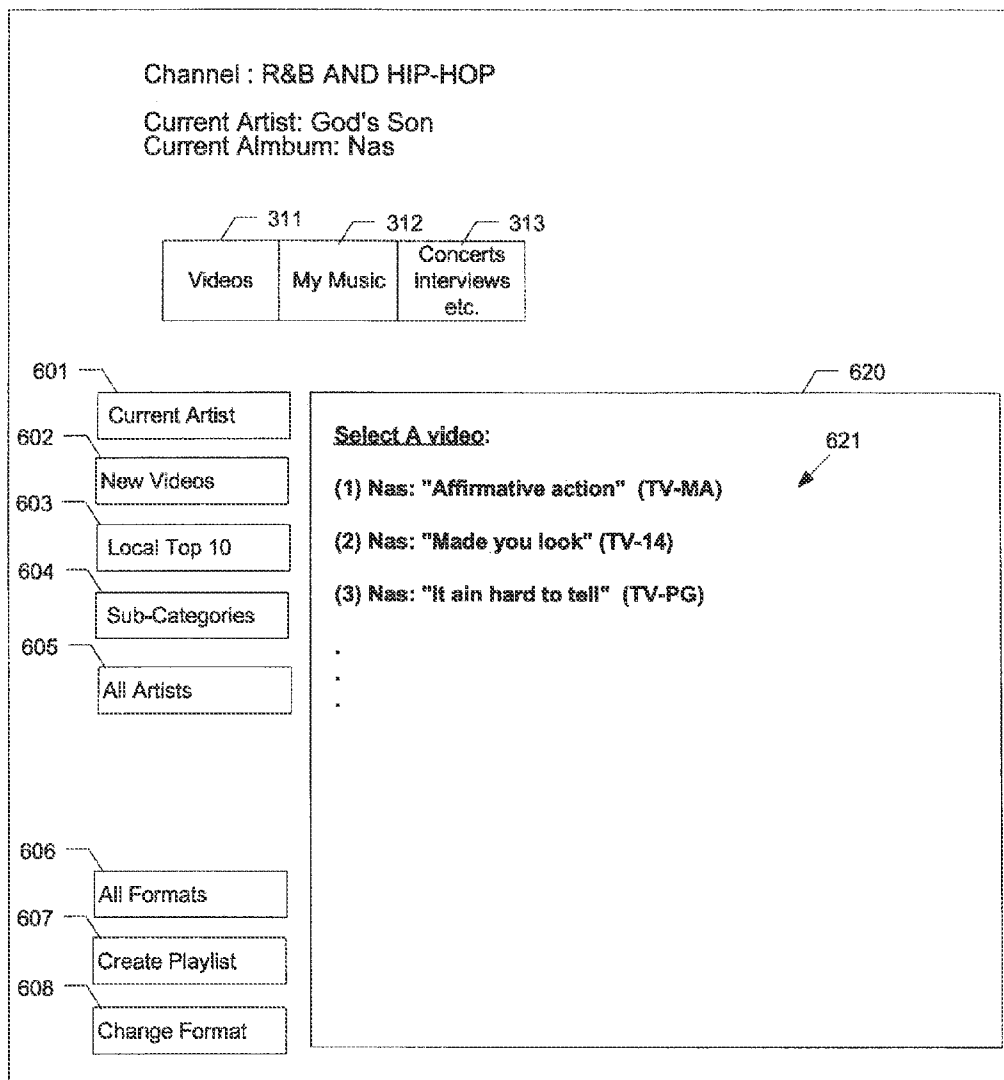 Channel : R&B AND HIP-HOP
Current Artist: God's Son
Current Almbum: Nas
311
312
313
Videos
My Music
Concerts
interviews
etc.
601
Current Artist
602
New Videos
603
Local Top 10
604
Sub-Categories
605
All Artists
606
All Formats
607
Create Playlist
608
Change Format
620
Select A video:
621
(1) Nas: "Affirmative action" (TV-MA)
(2) Nas: "Made you look" (TV-14)
(3) Nas: "It ain hard to tell" (TV-PG)
.
.
.